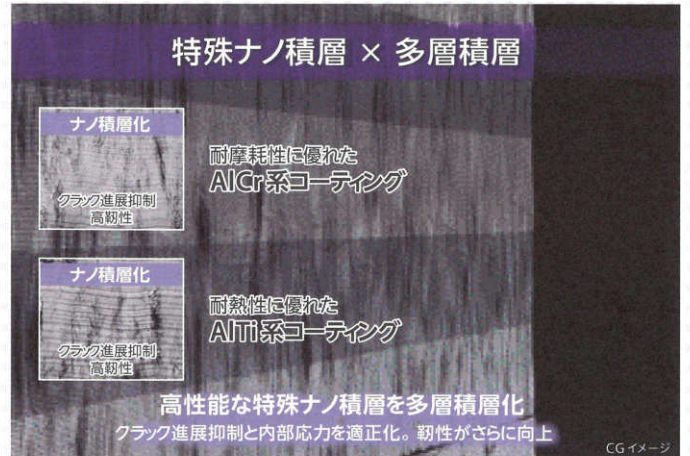 特殊ナノ積層 × 多層積層
ナノ積層化
クラック進展抑制
高靭性
耐摩耗性に優れた
AlCr系コーティング
ナノ積層化
クラック進展抑制
高靭性
耐熱性に優れた
AlTi系コーティング
高性能な特殊ナノ積層を多層積層化
クラック進展抑制と内部応力を適正化。靭性がさらに向上
CGイメージ